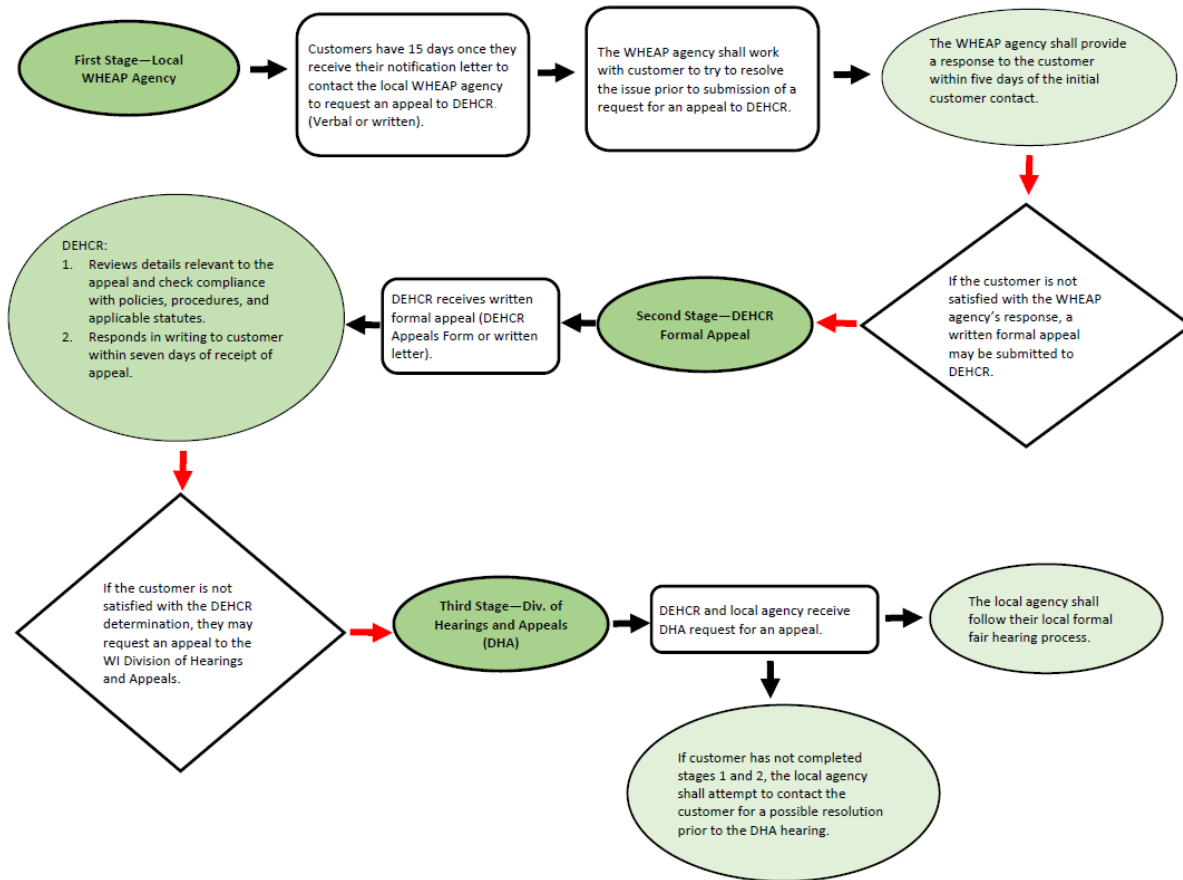 First Stage—Local
WHEAP Agency
Customers have 15 days once they
receive their notification letter to
contact the local WHEAP agency
to request an appeal to DEHCR.
(Verbal or written).
The WHEAP agency shall work
with customer to try to resolve
the issue prior to submission of a
request for an appeal to DEHCR.
The WHEAP agency shall provide
a response to the customer
within five days of the initial
customer contact.
If the customer is not
satisfied with the WHEAP
agency’s response, a
written formal appeal
may be submitted to
DEHCR.
Second Stage—DEHCR
Formal Appeal
DEHCR receives written
formal appeal (DEHCR
Appeals Form or written
letter).
DEHCR:
1. Reviews details relevant to the
appeal and check compliance
with policies, procedures, and
applicable statutes.
2. Responds in writing to customer
within seven days of receipt of
appeal.
If the customer is not
satisfied with the DEHCR
determination, they may
request an appeal to the
WI Division of Hearings
and Appeals.
Third Stage—Div. of
Hearings and Appeals
(DHA)
DEHCR and local agency receive
DHA request for an appeal.
The local agency shall
follow their local formal
fair hearing process.
If customer has not completed
stages 1 and 2, the local agency
shall attempt to contact the
customer for a possible resolution
prior to the DHA hearing.